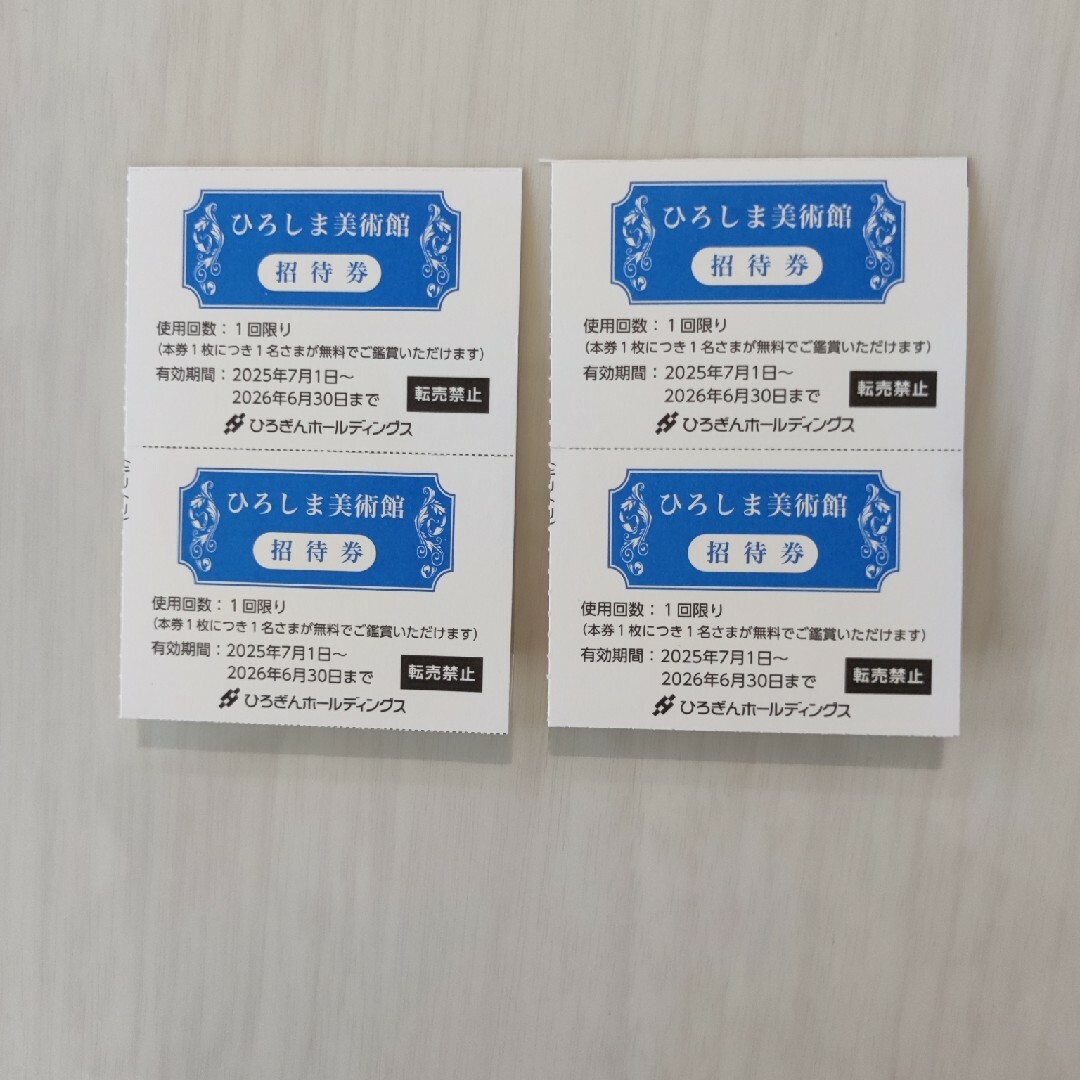 ひろしま美術館
招待券
使用回数：1回限り
(本券1枚につき1名さまが無料でご鑑賞いただけます)
有効期間：2025年7月1日～
2026年6月30日まで
転売禁止
ひろぎんホールディングス
ひろしま美術館
招待券
使用回数：1回限り
(本券1枚につき1名さまが無料でご鑑賞いただけます)
有効期間：2025年7月1日～
2026年6月30日まで
転売禁止
ひろぎんホールディングス
ひろしま美術館
招待券
使用回数：1回限り
(本券1枚につき1名さまが無料でご鑑賞いただけます)
有効期間：2025年7月1日～
2026年6月30日まで
転売禁止
ひろぎんホールディングス
ひろしま美術館
招待券
使用回数：1回限り
(本券1枚につき1名さまが無料でご鑑賞いただけます)
有効期間：2025年7月1日～
2026年6月30日まで
転売禁止
ひろぎんホールディングス